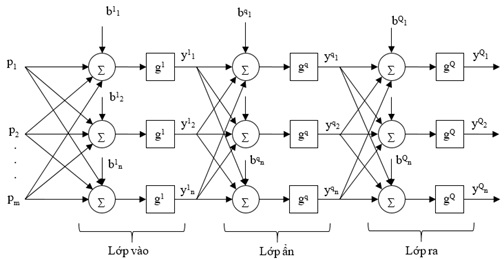 b¹₁ b^q₁ b^Q₁
p₁ Σ g¹ y¹₁ Σ g^q y^q₁ Σ g^Q y^Q₁
b¹₂
p₂ Σ g¹ y¹₂ Σ g^q y^q₂ Σ g^Q y^Q₂
. b¹ₙ b^qₙ b^Qₙ
.
.
pₘ Σ g¹ y¹ₙ Σ g^q y^qₙ Σ g^Q y^Qₙ
Lớp vào Lớp ẩn Lớp ra